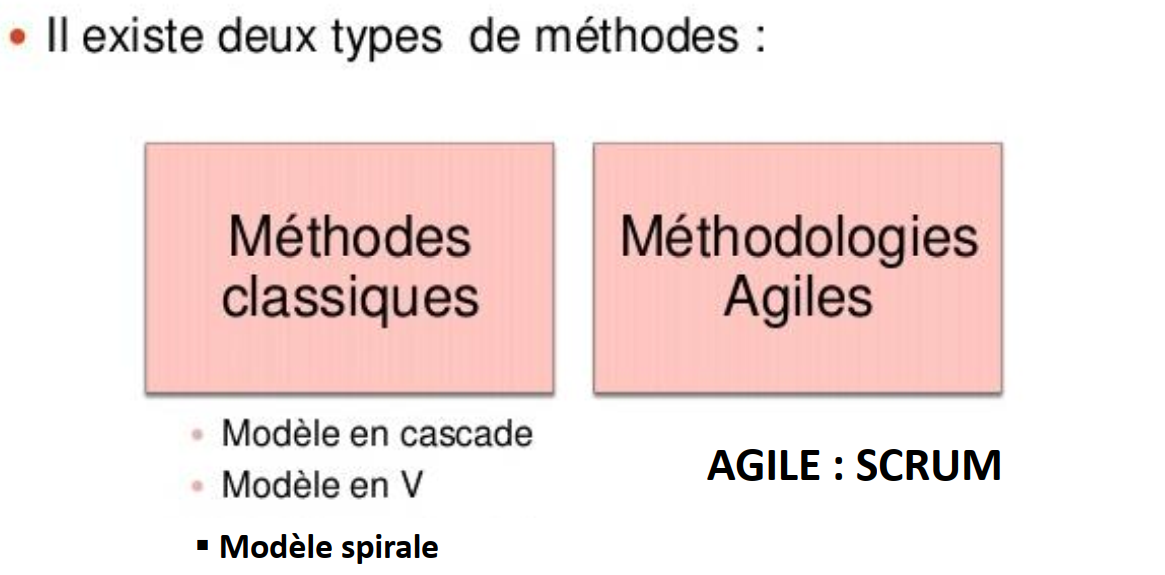 • Il existe deux types de méthodes :
Méthodes
classiques
Méthodologies
Agiles
• Modèle en cascade
• Modèle en V
▪ Modèle spirale
AGILE : SCRUM